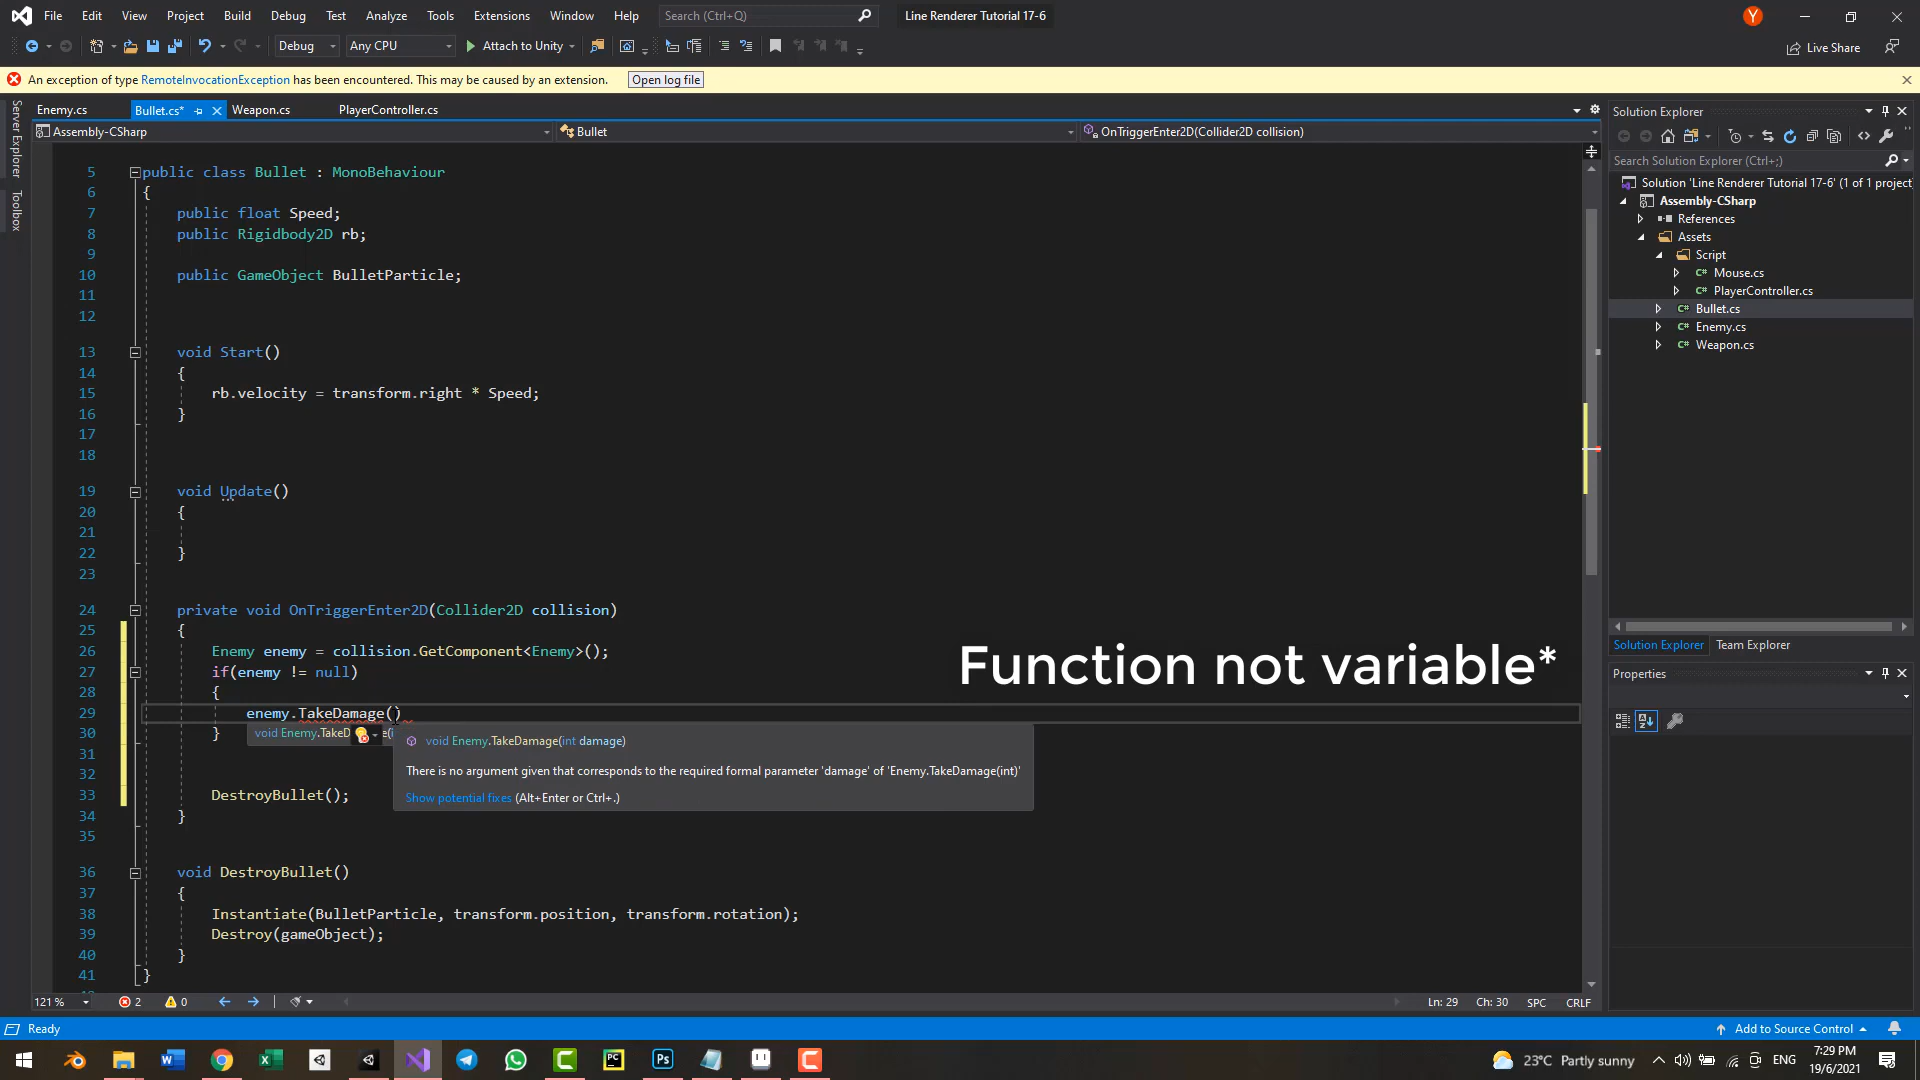 File Edit View Project Build Debug Test Analyze Tools Extensions Window Help Search (Ctrl+Q) Line Renderer Tutorial 17-6 Y
Debug Any CPU Attach to Unity Live Share
An exception of type RemoteInvocationException has been encountered. This may be caused by an extension. Open log file
Server Explorer
Toolbox
Enemy.cs Bullet.cs* Weapon.cs PlayerController.cs
Assembly-CSharp Bullet OnTriggerEnter2D(Collider2D collision)
5 public class Bullet : MonoBehaviour
6 {
7 public float Speed;
8 public Rigidbody2D rb;
9
10 public GameObject BulletParticle;
11
12
13 void Start()
14 {
15 rb.velocity = transform.right * Speed;
16 }
17
18
19 void Update()
20 {
21
22 }
23
24 private void OnTriggerEnter2D(Collider2D collision)
25 {
26 Enemy enemy = collision.GetComponent<Enemy>();
27 if(enemy != null)
28 {
29 enemy.TakeDamage()
30 }
void Enemy.TakeD
void Enemy.TakeDamage(int damage)
There is no argument given that corresponds to the required formal parameter 'damage' of 'Enemy.TakeDamage(int)'
Show potential fixes (Alt+Enter or Ctrl+.)
31
32
33 DestroyBullet();
34 }
35
36 void DestroyBullet()
37 {
38 Instantiate(BulletParticle, transform.position, transform.rotation);
39 Destroy(gameObject);
40 }
41 }
Function not variable*
Solution Explorer
Search Solution Explorer (Ctrl+;)
Solution 'Line Renderer Tutorial 17-6' (1 of 1 project
Assembly-CSharp
References
Assets
Script
C# Mouse.cs
C# PlayerController.cs
C# Bullet.cs
C# Enemy.cs
C# Weapon.cs
Solution Explorer Team Explorer
Properties
121 % 2 0 Ln: 29 Ch: 30 SPC CRLF
Ready Add to Source Control
23°C Partly sunny ENG 7:29 PM
19/6/2021